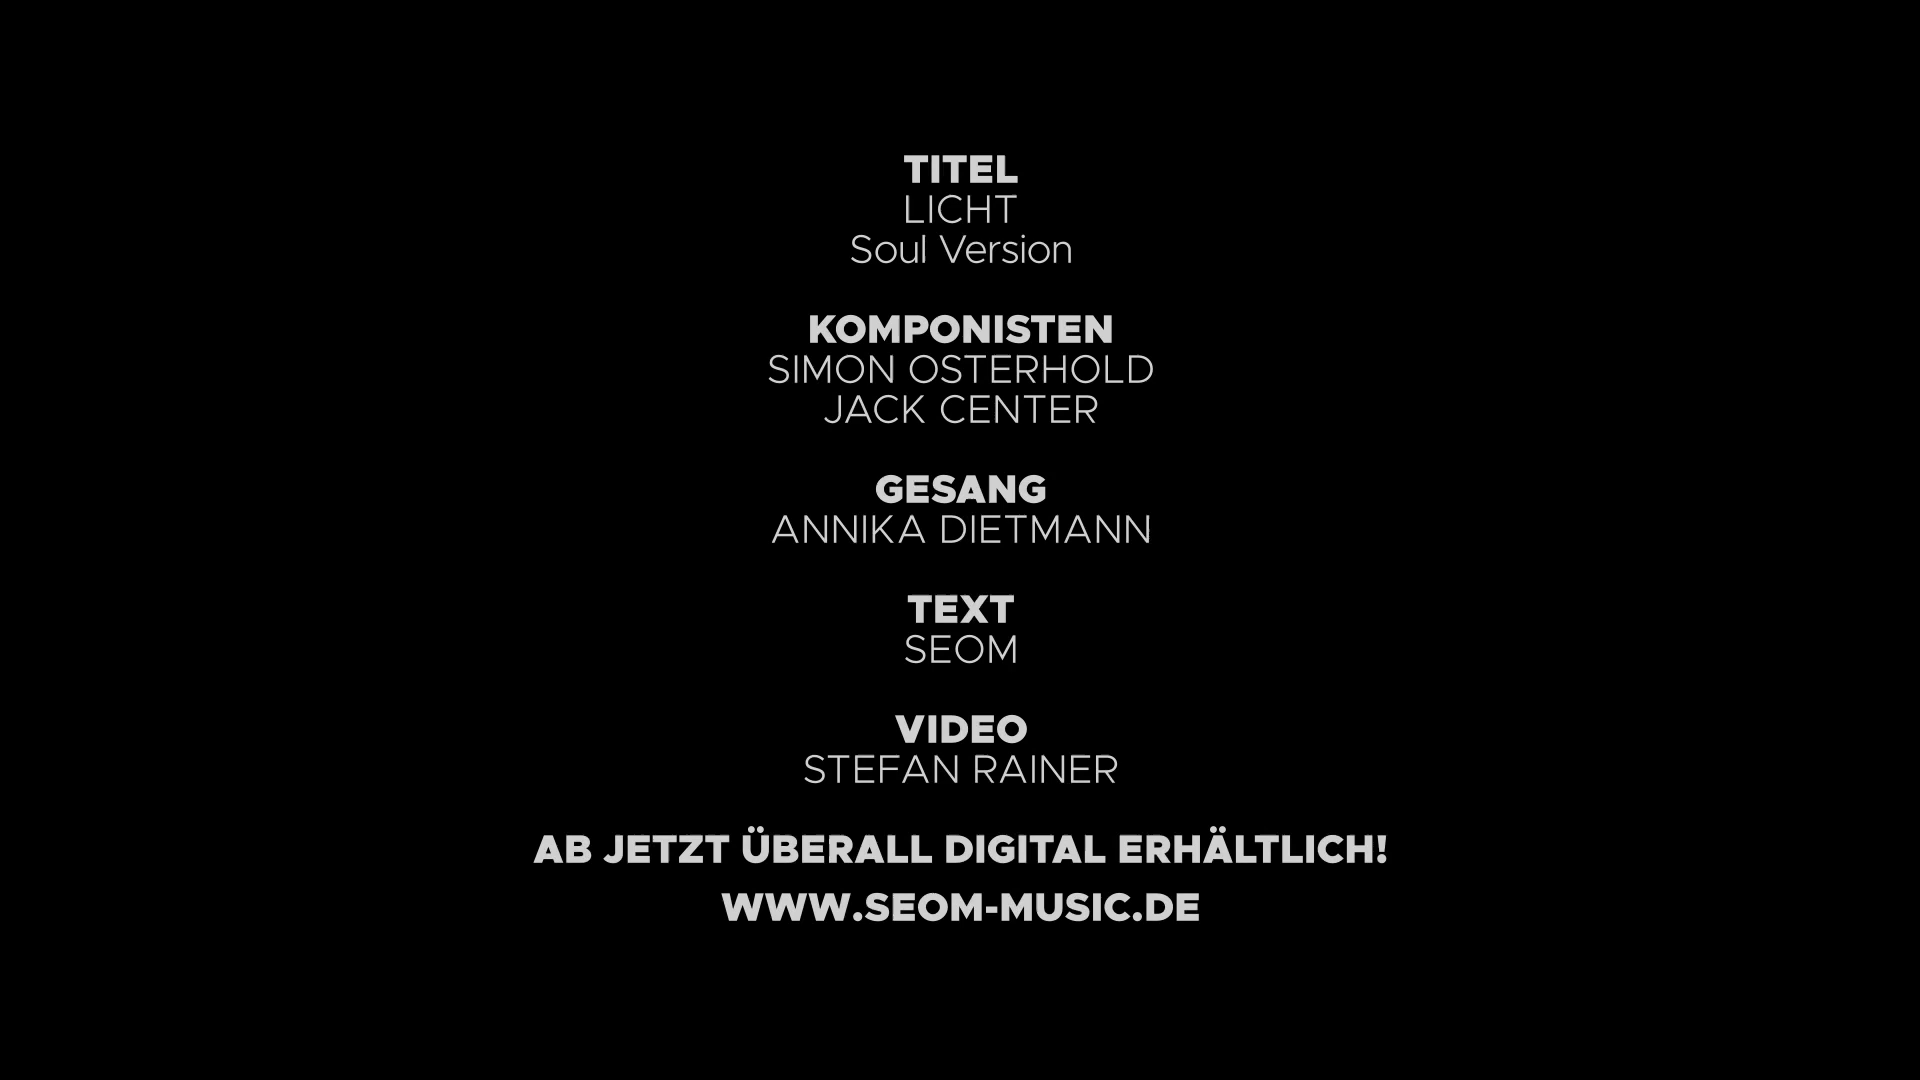 TITEL
LICHT
Soul Version
KOMPONISTEN
SIMON OSTERHOLD
JACK CENTER
GESANG
ANNIKA DIETMANN
TEXT
SEOM
VIDEO
STEFAN RAINER
AB JETZT ÜBERALL DIGITAL ERHÄLTLICH!
WWW.SEOM-MUSIC.DE